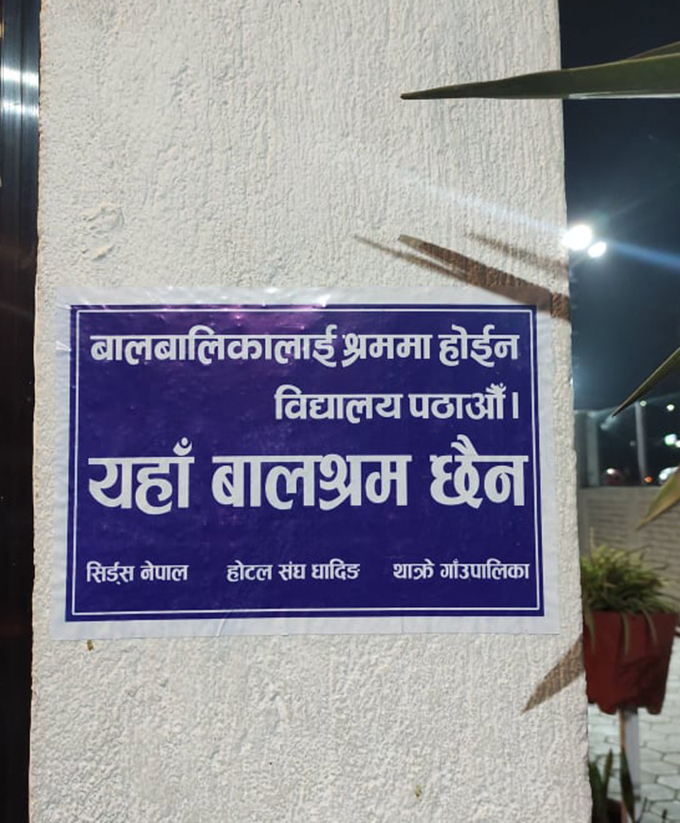 बालबालिकालाई श्रममा होईन
विद्यालय पठाऔँ।
यहाँ बालश्रम छैन
सिर्ड्स नेपाल होटल संघ धादिङ थाक्रे गाँउपालिका